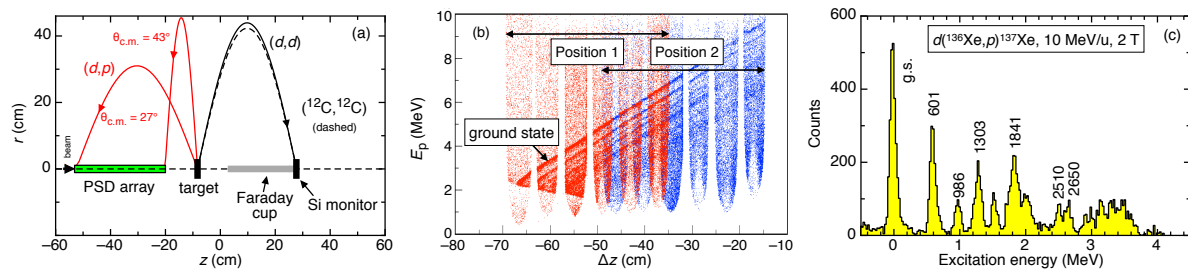 (a)
40
20
0
r (cm)
θc.m. = 43°
(d,p)
θc.m. = 27°
(d,d)
(¹²C,¹²C)
(dashed)
beam
PSD array
target
Faraday
cup
Si monitor
−60 −40 −20 0 20 40 60
z (cm)
(b)
10
8
6
4
2
0
Eₚ (MeV)
Position 1
Position 2
ground state
−80 −70 −60 −50 −40 −30 −20 −10
Δz (cm)
(c)
600
400
200
0
Counts
d(¹³⁶Xe,p)¹³⁷Xe, 10 MeV/u, 2 T
g.s.
601
986
1303
1841
2510
2650
0 1 2 3 4
Excitation energy (MeV)